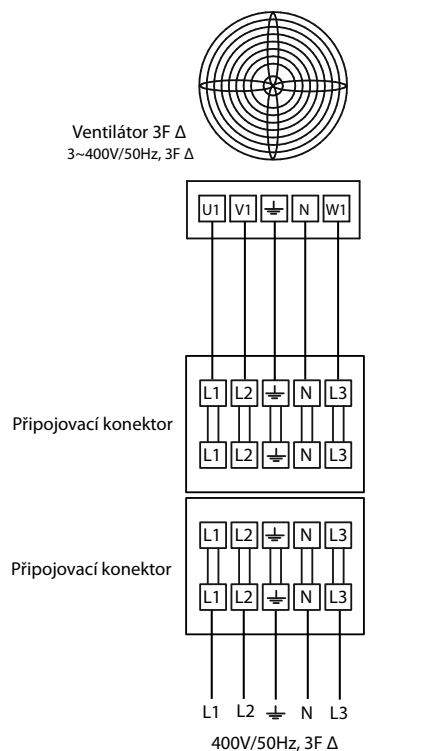 Ventilátor 3F Δ
3~400V/50Hz, 3F Δ
U1 V1 ⏚ N W1
L1 L2 ⏚ N L3
Připojovací konektor
L1 L2 ⏚ N L3
L1 L2 ⏚ N L3
Připojovací konektor
L1 L2 ⏚ N L3
L1 L2 ⏚ N L3
400V/50Hz, 3F Δ